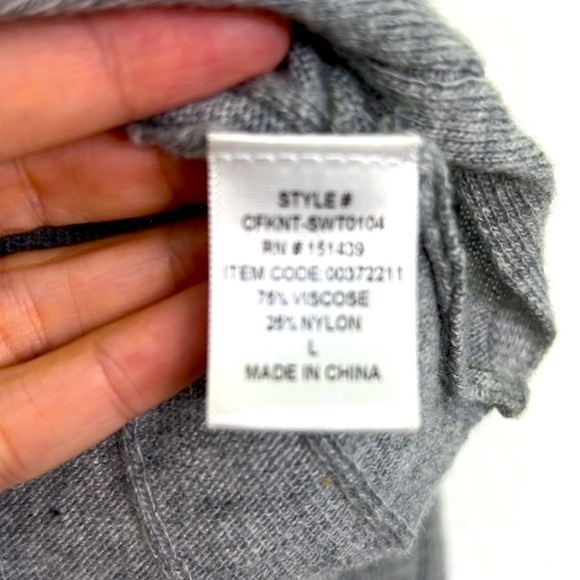 STYLE #
CFKNT-SWT0104
RN # 151439
ITEM CODE: 00372211
75% VISCOSE
25% NYLON
L
MADE IN CHINA